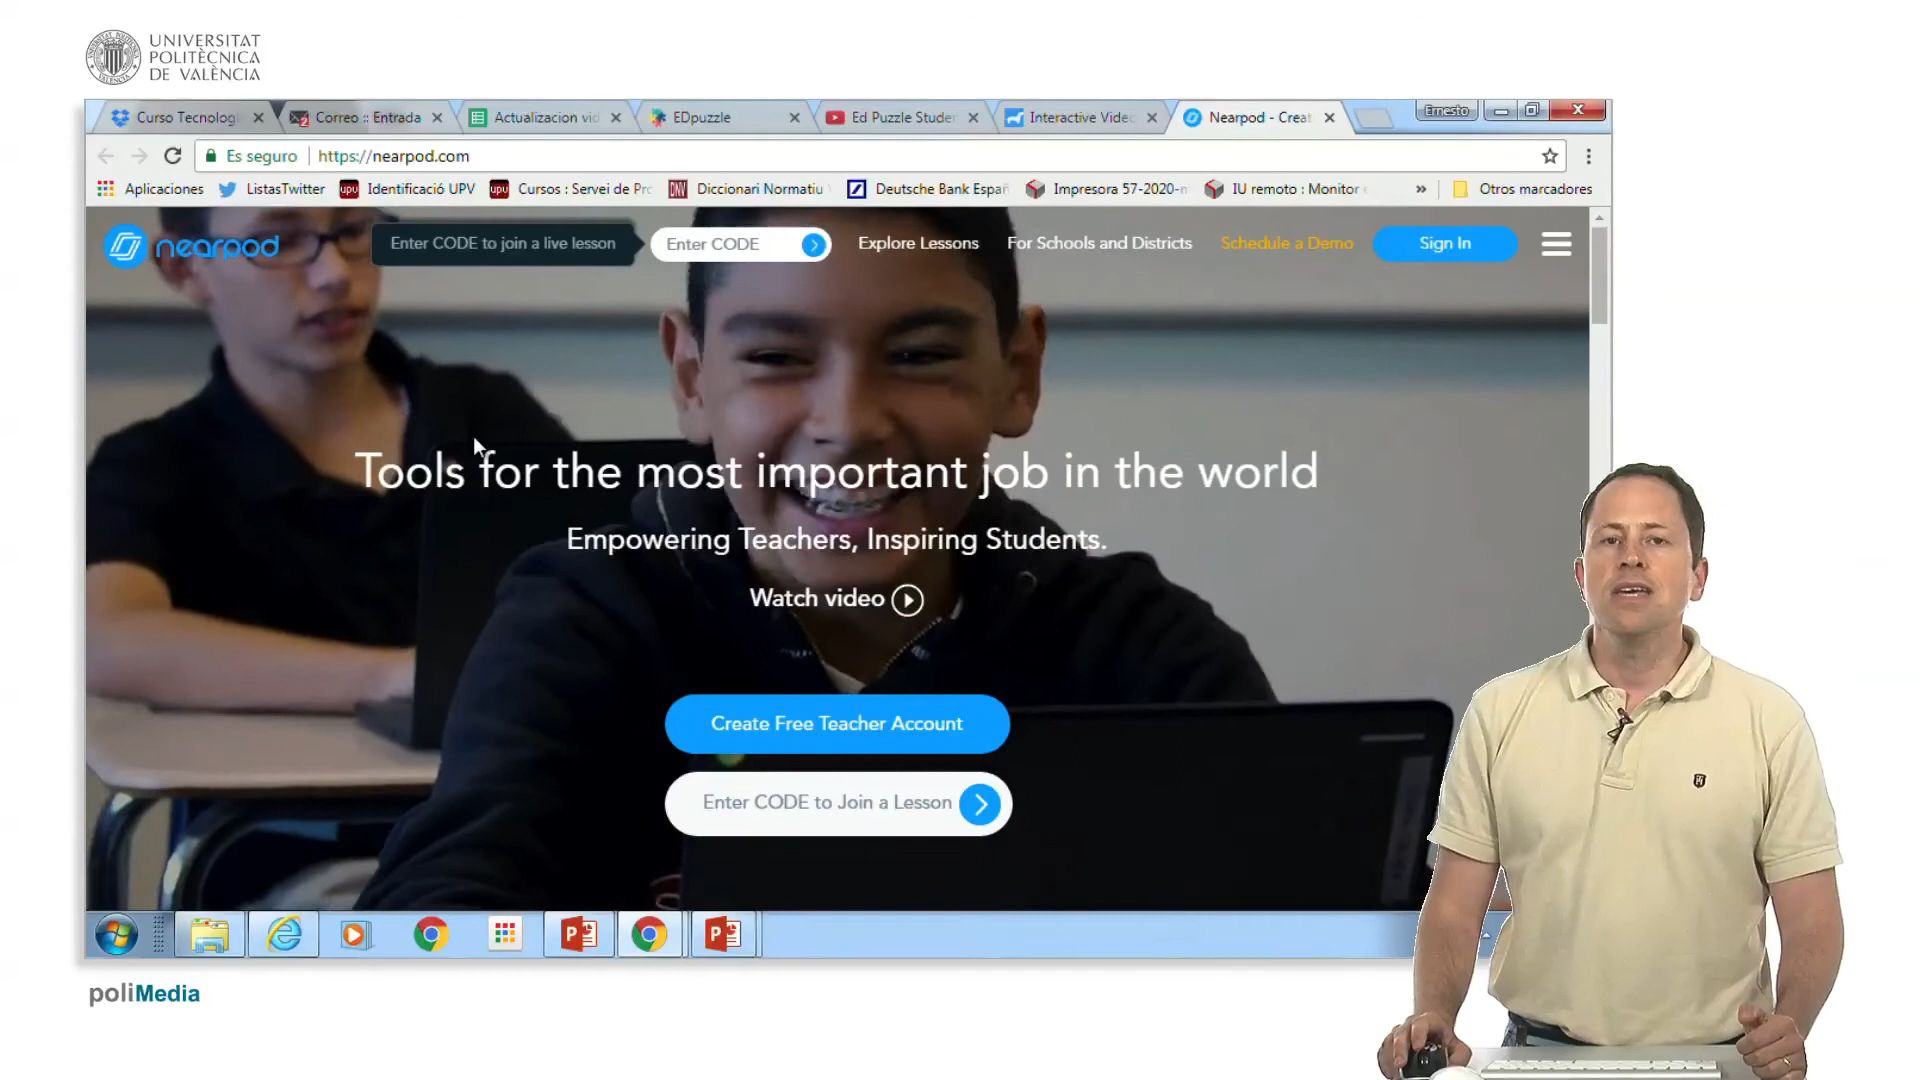 UNIVERSITAT
POLITÈCNICA
DE VALÈNCIA
Curso Tecnolog
Correo :: Entrada
Actualizacion vid
EDpuzzle
Ed Puzzle Studen
Interactive Video
Nearpod - Creat
Ernesto
Es seguro
https://nearpod.com
Aplicaciones
ListasTwitter
upv
Identificació UPV
upv
Cursos : Servei de Pro
DNV
Diccionari Normatiu
Deutsche Bank Españ
Impresora 57-2020-
IU remoto : Monitor
»
Otros marcadores
nearpod
Enter CODE to join a live lesson
Enter CODE
Explore Lessons
For Schools and Districts
Schedule a Demo
Sign In
Tools for the most important job in the world
Empowering Teachers, Inspiring Students.
Watch video
Create Free Teacher Account
Enter CODE to Join a Lesson
poliMedia